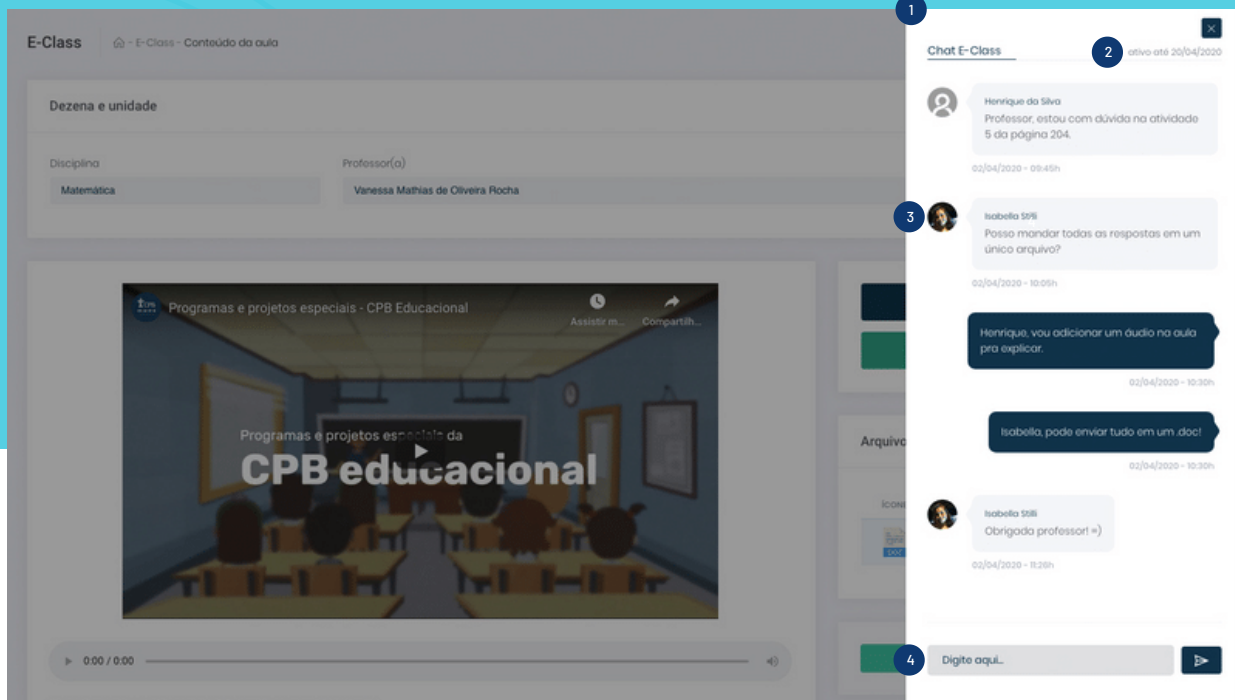 1
E-Class
- E-Class - Conteúdo da aula
Dezena e unidade
Disciplina
Professor(a)
Matemática
Vanessa Mathias de Oliveira Rocha
Programas e projetos especiais - CPB Educacional
Assistir m...
Compartilh...
Programas e projetos especiais da
CPB educacional
0:00 / 0:00
Arquivo
DOC
Chat E-Class
2
ativo até 20/04/2020
Henrique da Silva
Professor, estou com dúvida na atividade
5 da página 204.
02/04/2020 - 09:45h
3
Isabella
Posso mandar todas as respostas em um
único arquivo?
02/04/2020 - 10:05h
Henrique, vou adicionar um áudio na aula
pra explicar.
02/04/2020 - 10:30h
Isabella, pode enviar tudo em um .doc!
02/04/2020 - 10:30h
Isabella Stilli
Obrigada professor! =)
02/04/2020 - 11:28h
4
Digite aqui...